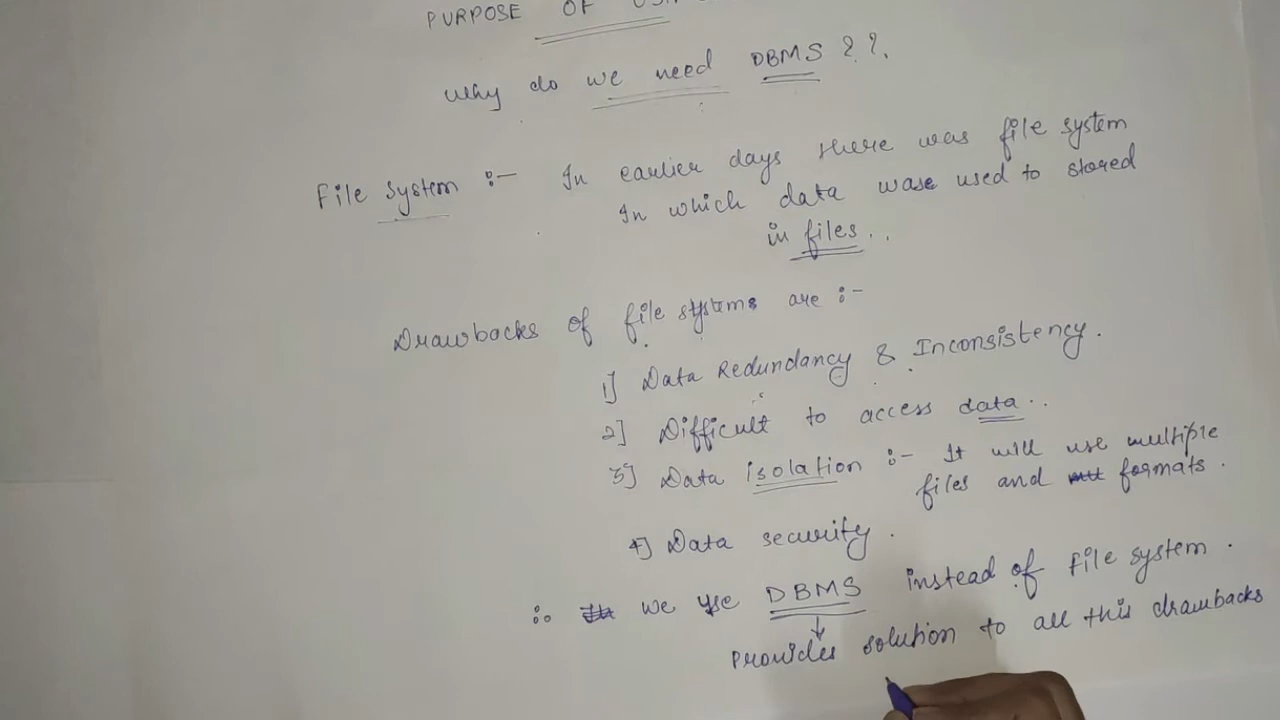 PURPOSE OF
Why do we need DBMS ??.
File system :- In earlier days there was file system
In which data wase used to stored
in files..
Drawbacks of file systems are :-
1] Data Redundancy & Inconsistency.
2] Difficult to access data..
3] Data isolation :- It will use multiple
files and formats.
4] Data security.
∴ we use DBMS instead of file system.
↓
Provides solution to all this drawbacks